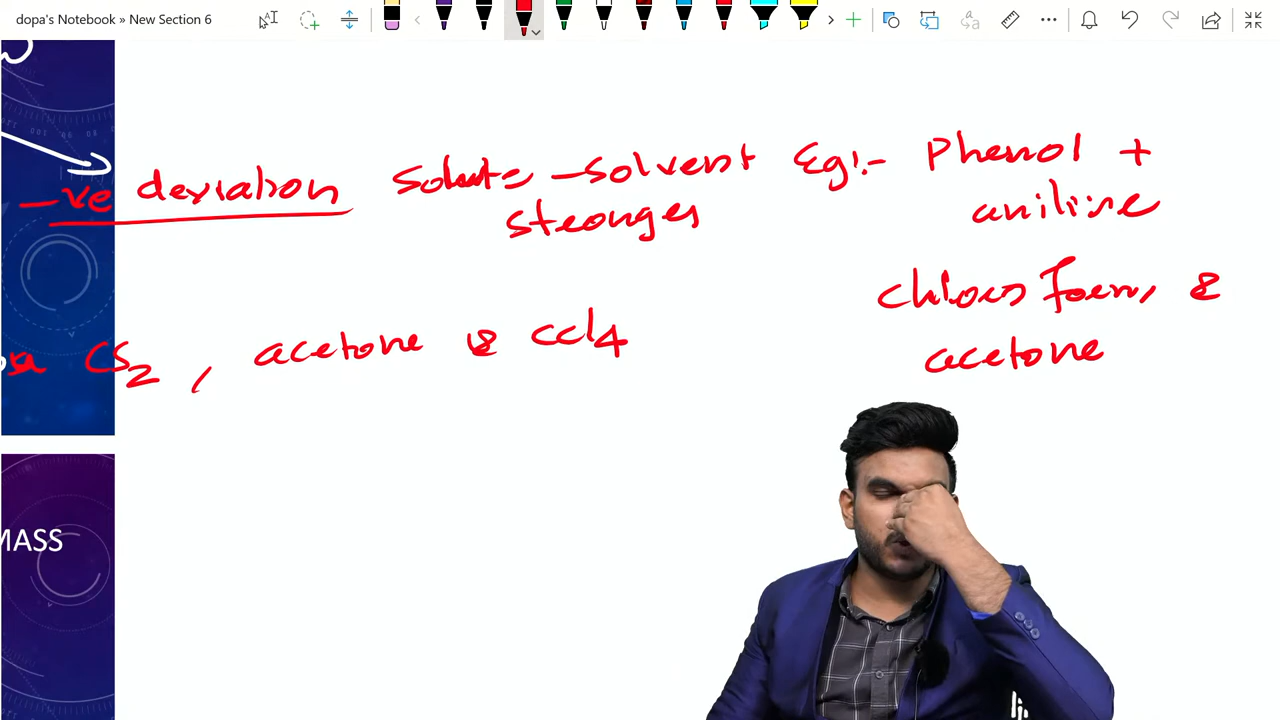 dopa's Notebook » New Section 6
-ve deviation Solute -solvent Eg:- Phenol +
stronger aniline
chloroform &
CS2, acetone & CCl4 acetone
MASS